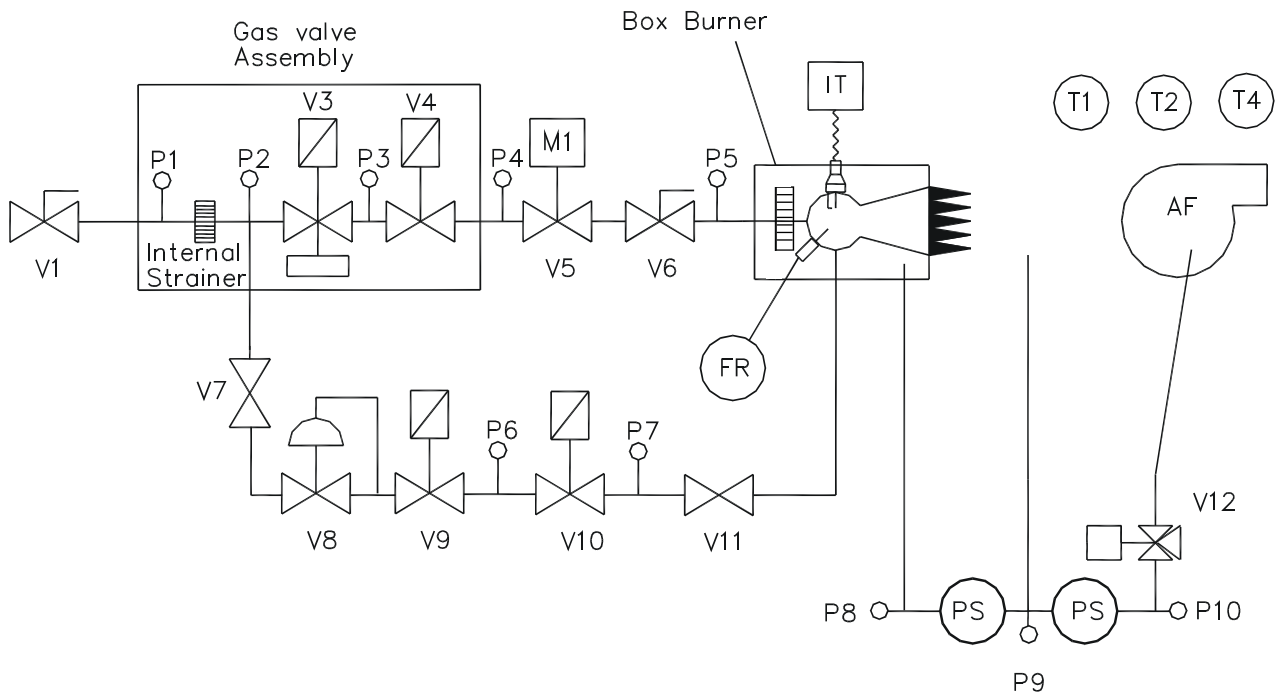 Box Burner
Gas valve
Assembly
V3
V4
IT
T1
T2
T4
P1
P2
P3
P4
M1
P5
AF
Internal
Strainer
V1
V5
V6
FR
V7
P6
P7
V8
V9
V10
V11
V12
P8
PS
PS
P10
P9